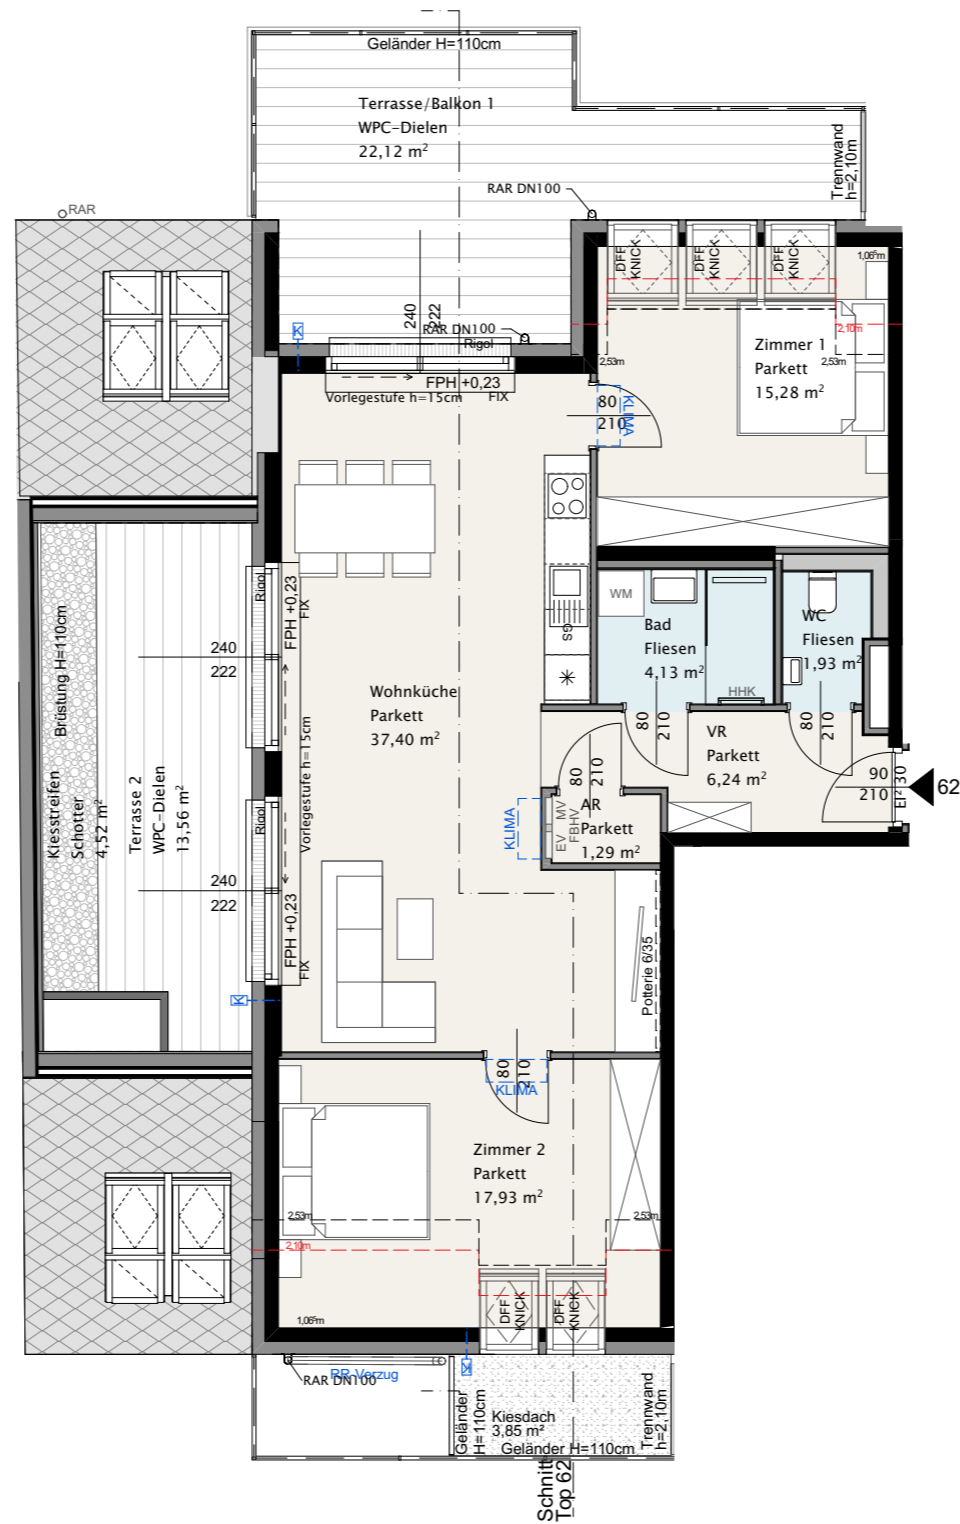 Geländer H=110cm
Terrasse/Balkon 1
WPC-Dielen
22,12 m²
Trennwand
h=2,10m
RAR DN100
RAR
DFF
KNICK
DFF
KNICK
DFF
KNICK
1,06⁵m
240
222
RAR DN100
Rigol
K
2,10m
2,53m
2,53m
Zimmer 1
Parkett
15,28 m²
FPH +0,23
Vorlegestufe h=15cm
FIX
80
210
KLIMA
Rigol
FPH +0,23
FIX
240
222
Brüstung H=110cm
Kiesstreifen
Schotter
4,52 m²
Terrasse 2
WPC-Dielen
13,56 m²
Vorlegestufe h=15cm
Rigol
240
222
FPH +0,23
FIX
K
GS
Wohnküche
Parkett
37,40 m²
WM
Bad
Fliesen
4,13 m²
HHK
WC
Fliesen
1,93 m²
80
210
80
210
VR
Parkett
6,24 m²
90
210
EI² 30
62
80
210
AR
Parkett
1,29 m²
EV
MV
FBHV
KLIMA
Potterie 6/35
80
210
KLIMA
Zimmer 2
Parkett
17,93 m²
2,53m
2,53m
2,10m
1,06⁵m
DFF
KNICK
DFF
KNICK
K
RR-Verzug
RAR DN100
Geländer
H=110cm
Kiesdach
3,85 m²
Geländer H=110cm
Trennwand
h=2,10m
Schnitt
Top 62